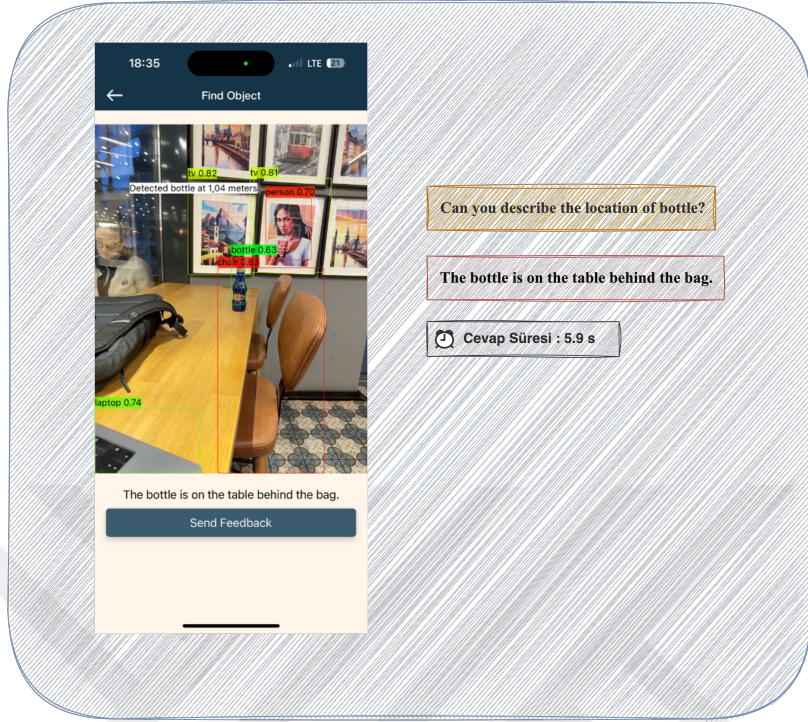 18:35
LTE 21
Find Object
tv 0.82
tv 0.81
Detected bottle at 1,04 meters
person 0.70
bottle 0.63
chair 0.83
laptop 0.74
The bottle is on the table behind the bag.
Send Feedback
Can you describe the location of bottle?
The bottle is on the table behind the bag.
Cevap Süresi : 5.9 s